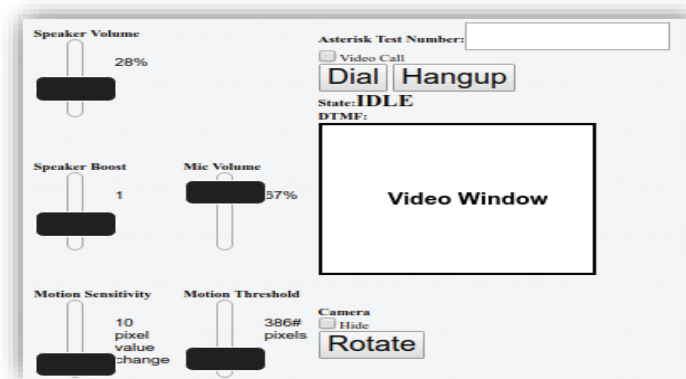 Speaker Volume
28%
Asterisk Test Number:
Video Call
Dial Hangup
State:IDLE
DTMF:
Video Window
Speaker Boost
1
Mic Volume
Motion Sensitivity
10
pixel
value
change
Motion Threshold
386#
pixels
Camera
Hide
Rotate